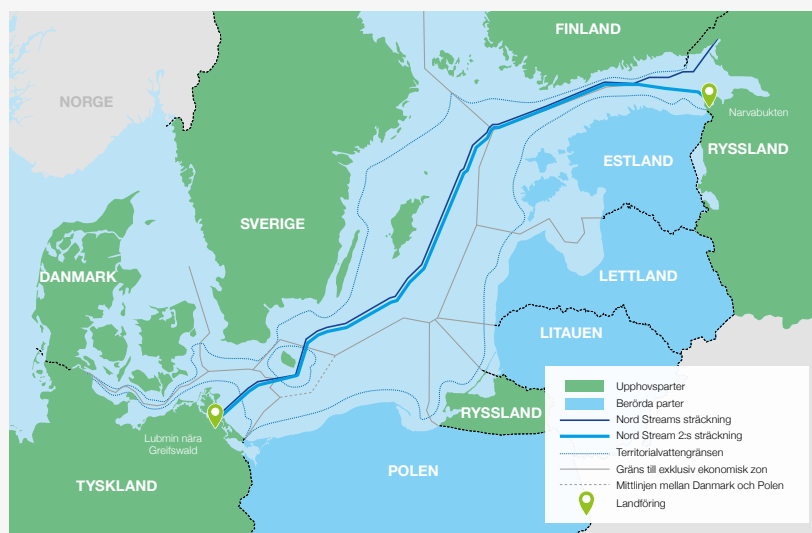 FINLAND
NORGE
Narvabukten
ESTLAND
RYSSLAND
SVERIGE
DANMARK
LETTLAND
LITAUEN
RYSSLAND
Lubmin nära
Greifswald
TYSKLAND
POLEN
Upphovsparter
Berörda parter
Nord Streams sträckning
Nord Stream 2:s sträckning
Territorialvattengränsen
Gräns till exklusiv ekonomisk zon
Mittlinjen mellan Danmark och Polen
Landföring